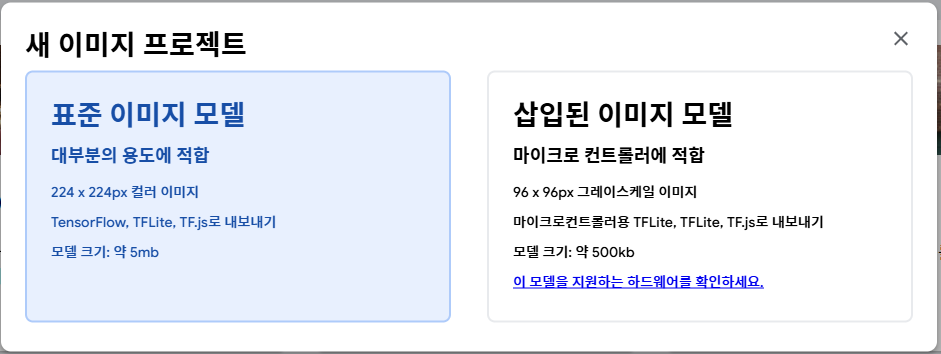 새 이미지 프로젝트
표준 이미지 모델
대부분의 용도에 적합
224 x 224px 컬러 이미지
TensorFlow, TFLite, TF.js로 내보내기
모델 크기: 약 5mb
삽입된 이미지 모델
마이크로 컨트롤러에 적합
96 x 96px 그레이스케일 이미지
마이크로컨트롤러용 TFLite, TFLite, TF.js로 내보내기
모델 크기: 약 500kb
이 모델을 지원하는 하드웨어를 확인하세요.